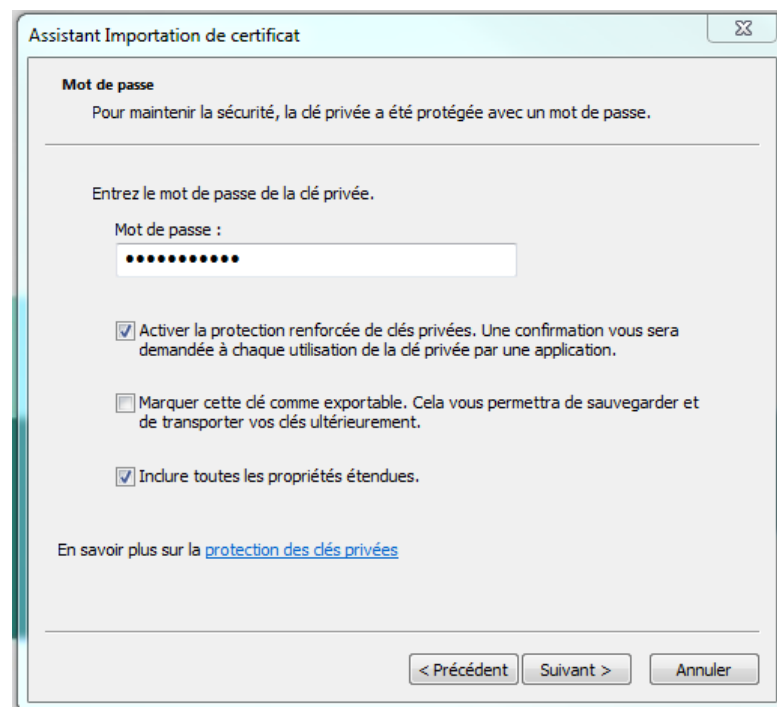 Assistant Importation de certificat
Mot de passe
Pour maintenir la sécurité, la clé privée a été protégée avec un mot de passe.
Entrez le mot de passe de la clé privée.
Mot de passe :
•••••••••••
Activer la protection renforcée de clés privées. Une confirmation vous sera
demandée à chaque utilisation de la clé privée par une application.
Marquer cette clé comme exportable. Cela vous permettra de sauvegarder et
de transporter vos clés ultérieurement.
Inclure toutes les propriétés étendues.
En savoir plus sur la protection des clés privées
< Précédent Suivant > Annuler